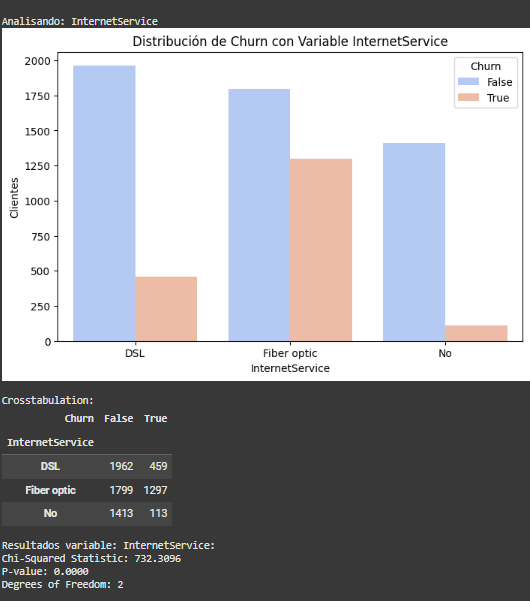 Analisando: InternetService
Distribución de Churn con Variable InternetService
Churn
False
True
2000
1750
1500
1250
1000
750
500
250
0
Clientes
DSL Fiber optic No
InternetService
Crosstabulation:
Churn False True
InternetService
DSL 1962 459
Fiber optic 1799 1297
No 1413 113
Resultados variable: InternetService:
Chi-Squared Statistic: 732.3096
P-value: 0.0000
Degrees of Freedom: 2